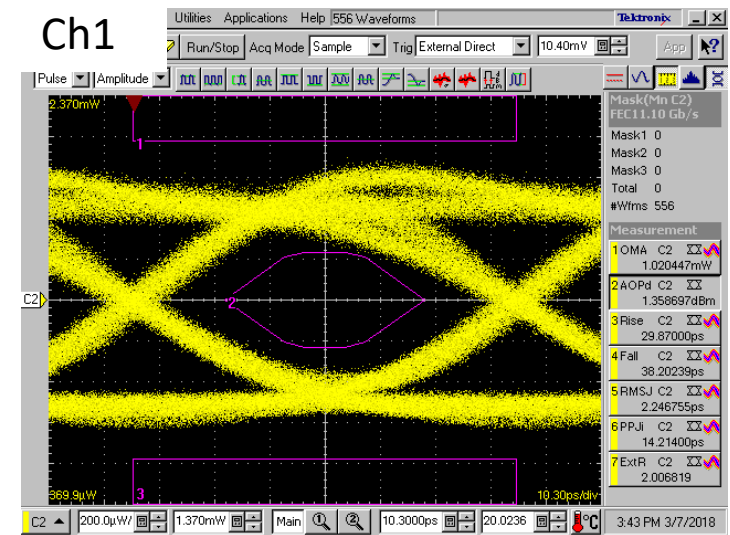 Ch1
Utilities Applications Help 556 Waveforms Tektronix
Run/Stop Acq Mode Sample Trig External Direct 10.40mV App
Pulse Amplitude
2.370mW
1
C2
2
369.9µW
3
10.30ps/div
Mask(Mn C2)
FEC11.10 Gb/s
Mask1 0
Mask2 0
Mask3 0
Total 0
#Wfms 556
Measurement
1 OMA C2
1.020447mW
2 AOPd C2
1.358697dBm
3 Rise C2
29.87000ps
4 Fall C2
38.20239ps
5 RMSJ C2
2.246755ps
6 PPJi C2
14.21400ps
7 ExtR C2
2.006819
C2 200.0µW/ 1.370mW Main 1 2 10.3000ps 20.0236 °C 3:43 PM 3/7/2018